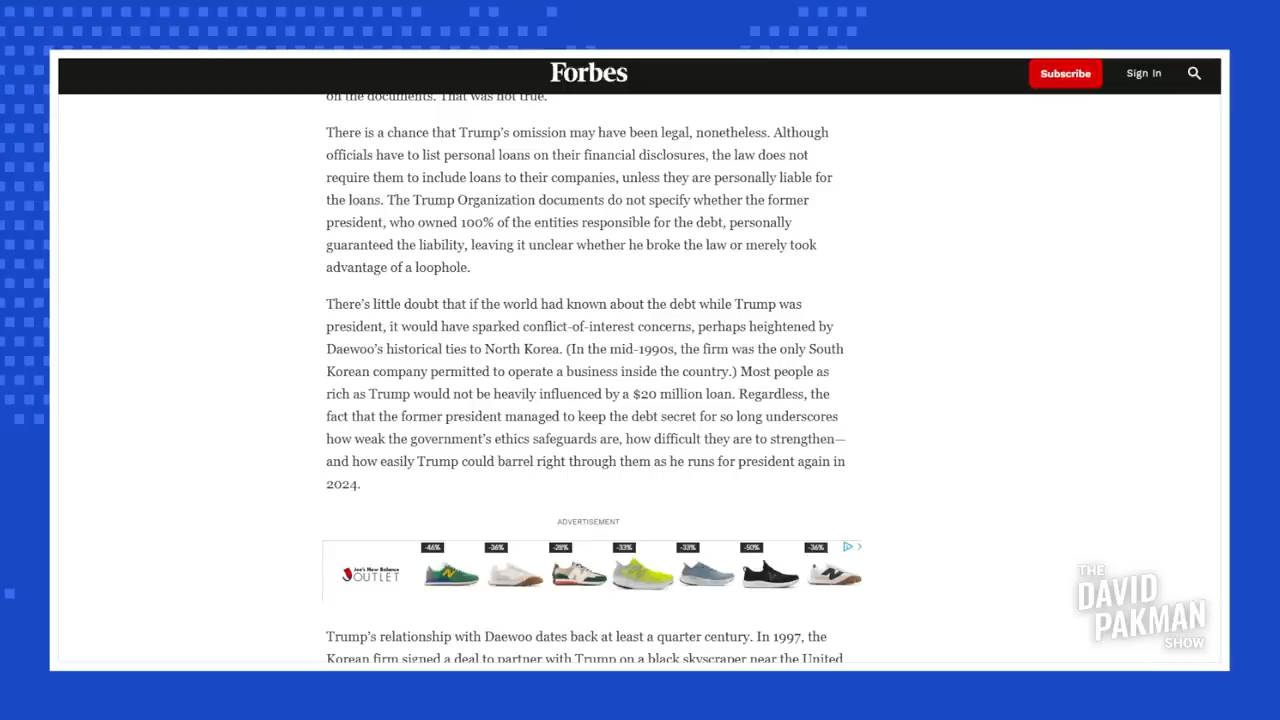 Forbes
Subscribe
Sign In
on the documents. That was not true.
There is a chance that Trump's omission may have been legal, nonetheless. Although
officials have to list personal loans on their financial disclosures, the law does not
require them to include loans to their companies, unless they are personally liable for
the loans. The Trump Organization documents do not specify whether the former
president, who owned 100% of the entities responsible for the debt, personally
guaranteed the liability, leaving it unclear whether he broke the law or merely took
advantage of a loophole.
There's little doubt that if the world had known about the debt while Trump was
president, it would have sparked conflict-of-interest concerns, perhaps heightened by
Daewoo's historical ties to North Korea. (In the mid-1990s, the firm was the only South
Korean company permitted to operate a business inside the country.) Most people as
rich as Trump would not be heavily influenced by a $20 million loan. Regardless, the
fact that the former president managed to keep the debt secret for so long underscores
how weak the government's ethics safeguards are, how difficult they are to strengthen—
and how easily Trump could barrel right through them as he runs for president again in
2024.
ADVERTISEMENT
-46% -36% -28% -33% -33% -50% -36%
Joe's New Balance
OUTLET
Trump's relationship with Daewoo dates back at least a quarter century. In 1997, the
Korean firm signed a deal to partner with Trump on a black skyscraper near the United
THE
DAVID
PAKMAN
SHOW